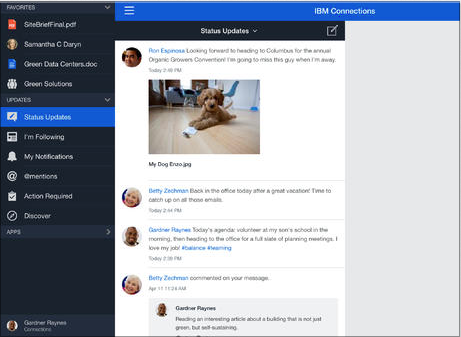 FAVORITES
SiteBriefFinal.pdf
Samantha C Daryn
Green Data Centers.doc
Green Solutions
UPDATES
Status Updates
I'm Following
My Notifications
@mentions
Action Required
Discover
APPS
Gardner Raynes
Connections
IBM Connections
Status Updates
Ron Espinosa Looking forward to heading to Columbus for the annual
Organic Growers Convention! I'm going to miss this guy when I'm away.
Today 2:49 PM
My Dog Enzo.jpg
Betty Zechman Back in the office today after a great vacation! Time to
catch up on all those emails.
Today 2:44 PM
Gardner Raynes Today's agenda: volunteer at my son's school in the
morning, then heading to the office for a full slate of planning meetings. I
love my job! #balance #learning
Today 2:39 PM
Betty Zechman commented on your message.
Apr 11 11:24 AM
Gardner Raynes
Reading an interesting article about a building that is not just
green, but self-sustaining.